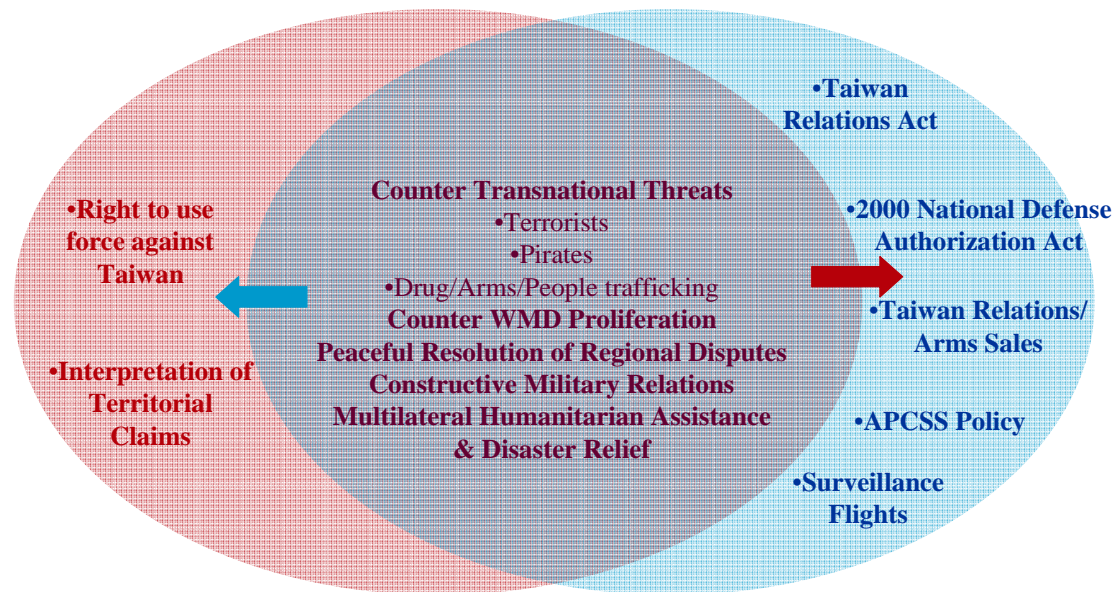 •Right to use
force against
Taiwan
•Interpretation of
Territorial
Claims
Counter Transnational Threats
•Terrorists
•Pirates
•Drug/Arms/People trafficking
Counter WMD Proliferation
Peaceful Resolution of Regional Disputes
Constructive Military Relations
Multilateral Humanitarian Assistance
& Disaster Relief
•Taiwan
Relations Act
•2000 National Defense
Authorization Act
•Taiwan Relations/
Arms Sales
•APCSS Policy
•Surveillance
Flights